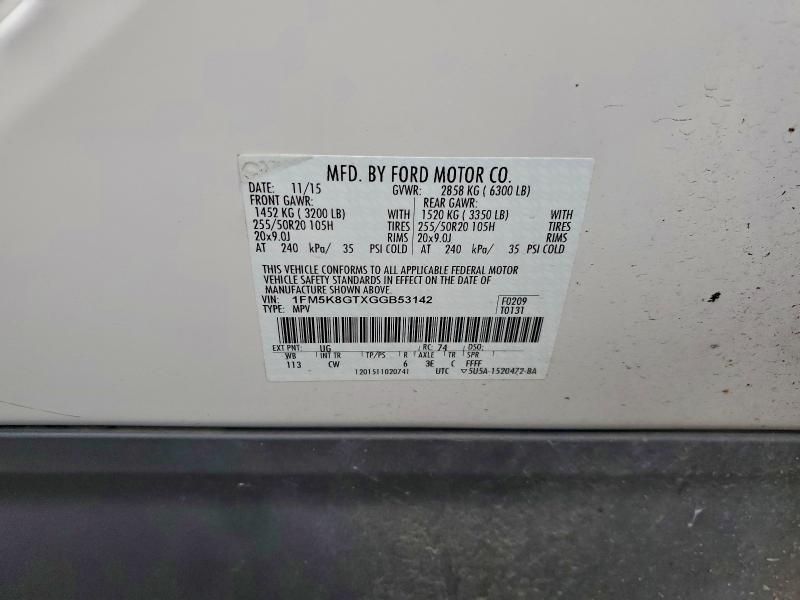 MFD. BY FORD MOTOR CO.
DATE: 11/15 GVWR: 2858 KG ( 6300 LB)
FRONT GAWR: REAR GAWR:
1452 KG ( 3200 LB) WITH 1520 KG ( 3350 LB) WITH
255/50R20 105H TIRES 255/50R20 105H TIRES
20x9.0J RIMS 20x9.0J RIMS
AT 240 kPa/ 35 PSI COLD AT 240 kPa/ 35 PSI COLD
THIS VEHICLE CONFORMS TO ALL APPLICABLE FEDERAL MOTOR
VEHICLE SAFETY STANDARDS IN EFFECT ON THE DATE OF
MANUFACTURE SHOWN ABOVE.
VIN: 1FM5K8GTXGGB53142 F0209
TYPE: MPV T0131
EXT PNT: UG RC: 74 DSO:
WB INT TR TP/PS R AXLE TR SPR
113 CW 6 3E C FFFF
1201511020741 UTC ▽5U5A-1520472-BA